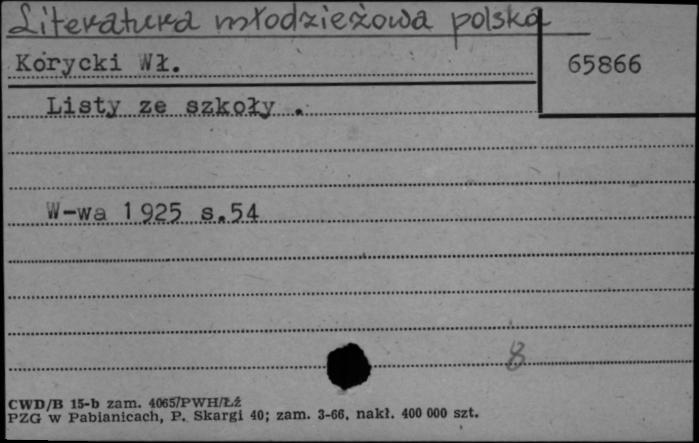 Literatura młodzieżowa polska
Korycki Wł.
65866
Listy ze szkoły .
W-wa 1925 s.54
8
CWD/B 15-b zam. 4065/PWH/Łź
PZG w Pabianicach, P. Skargi 40; zam. 3-66, nakł. 400 000 szt.